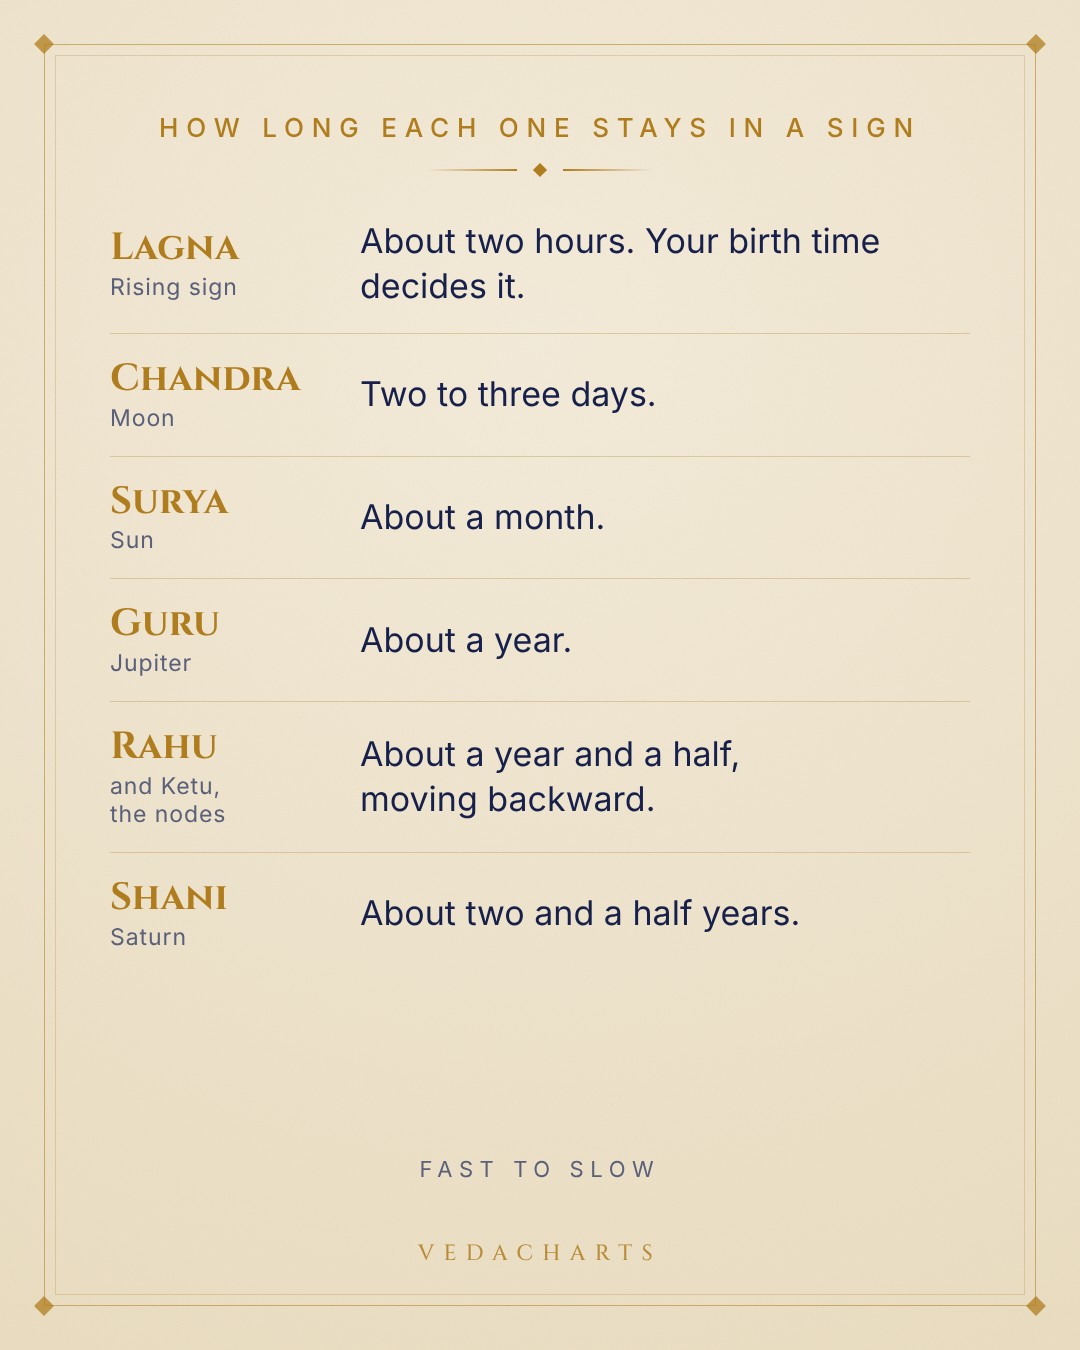 HOW LONG EACH ONE STAYS IN A SIGN
LAGNA
Rising sign
About two hours. Your birth time
decides it.
CHANDRA
Moon
Two to three days.
SURYA
Sun
About a month.
GURU
Jupiter
About a year.
RAHU
and Ketu,
the nodes
About a year and a half,
moving backward.
SHANI
Saturn
About two and a half years.
FAST TO SLOW
VEDACHARTS